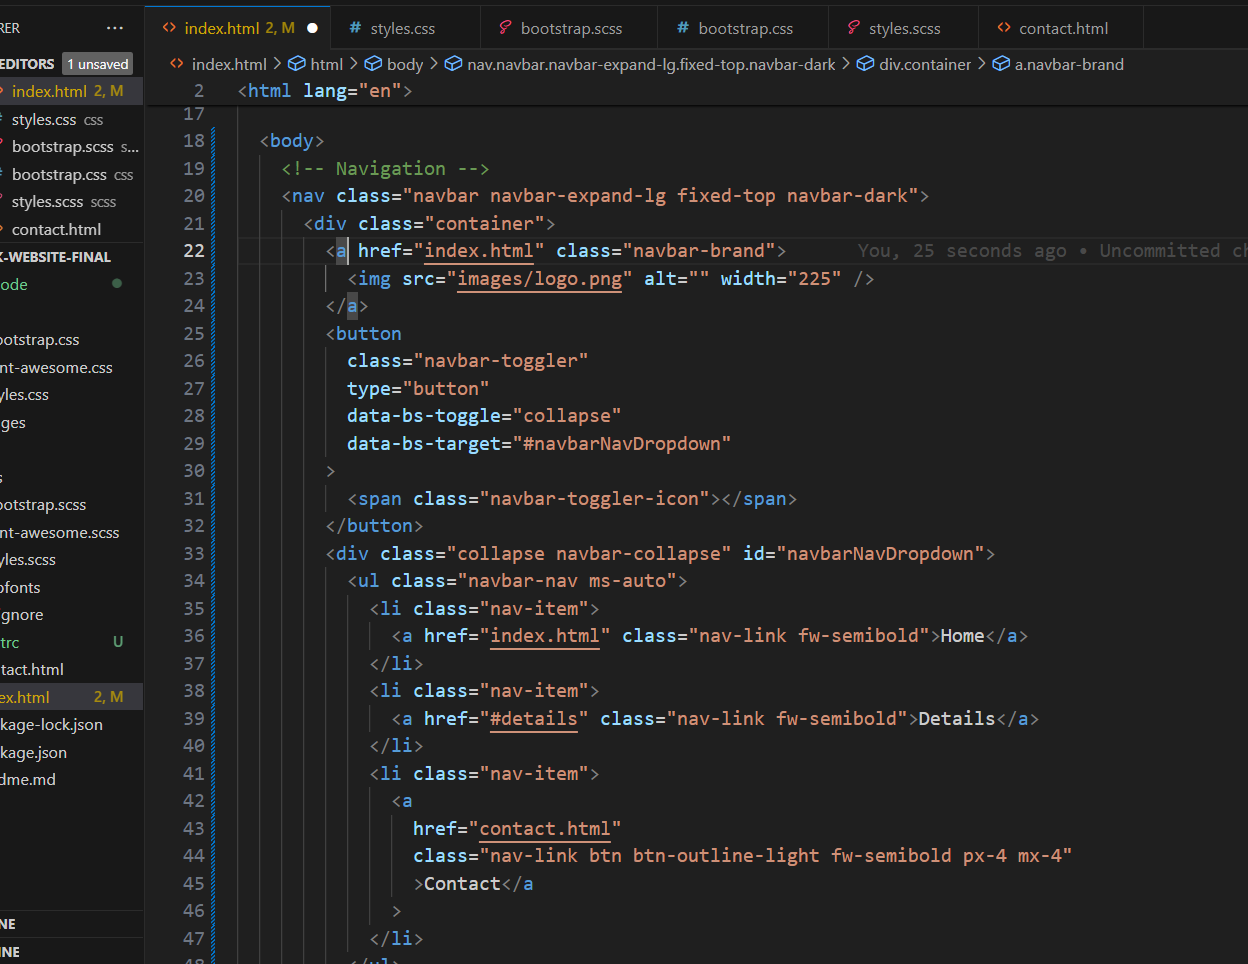 RER ···
index.html 2, M
styles.css
bootstrap.scss
bootstrap.css
styles.scss
contact.html
EDITORS 1 unsaved
index.html 2, M
styles.css css
bootstrap.scss s...
bootstrap.css css
styles.scss scss
contact.html
K-WEBSITE-FINAL
ode
ootstrap.css
nt-awesome.css
yles.css
ges
s
ootstrap.scss
nt-awesome.scss
yles.scss
ofonts
gnore
trc U
tact.html
ex.html 2, M
kage-lock.json
kage.json
dme.md
NE
INE
index.html > html > body > nav.navbar.navbar-expand-lg.fixed-top.navbar-dark > div.container > a.navbar-brand
2 <html lang="en">
17
18 <body>
19 <!-- Navigation -->
20 <nav class="navbar navbar-expand-lg fixed-top navbar-dark">
21 <div class="container">
22 <a href="index.html" class="navbar-brand"> You, 25 seconds ago • Uncommitted ch
23 <img src="images/logo.png" alt="" width="225" />
24 </a>
25 <button
26 class="navbar-toggler"
27 type="button"
28 data-bs-toggle="collapse"
29 data-bs-target="#navbarNavDropdown"
30 >
31 <span class="navbar-toggler-icon"></span>
32 </button>
33 <div class="collapse navbar-collapse" id="navbarNavDropdown">
34 <ul class="navbar-nav ms-auto">
35 <li class="nav-item">
36 <a href="index.html" class="nav-link fw-semibold">Home</a>
37 </li>
38 <li class="nav-item">
39 <a href="#details" class="nav-link fw-semibold">Details</a>
40 </li>
41 <li class="nav-item">
42 <a
43 href="contact.html"
44 class="nav-link btn btn-outline-light fw-semibold px-4 mx-4"
45 >Contact</a
46 >
47 </li>
48 </ul>